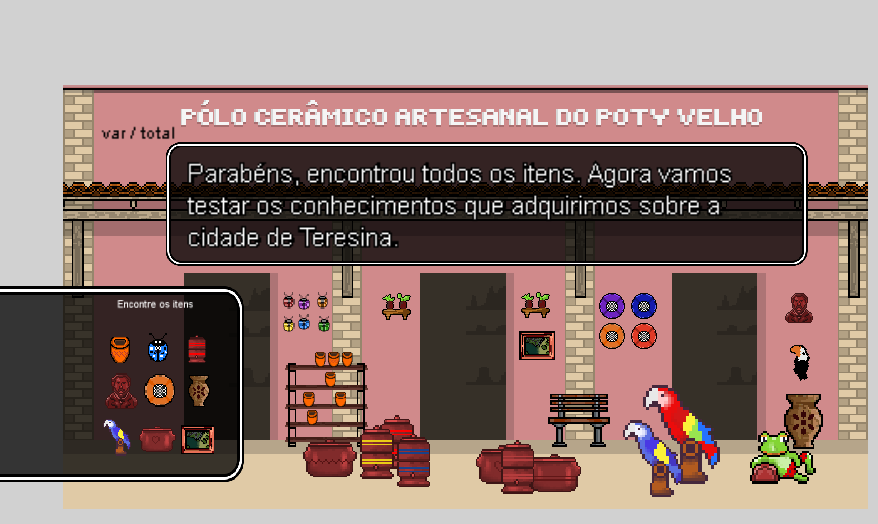 PÓLO CERÂMICO ARTESANAL DO POTY VELHO
var / total
Parabéns, encontrou todos os itens. Agora vamos
testar os conhecimentos que adquirimos sobre a
cidade de Teresina.
Encontre os itens